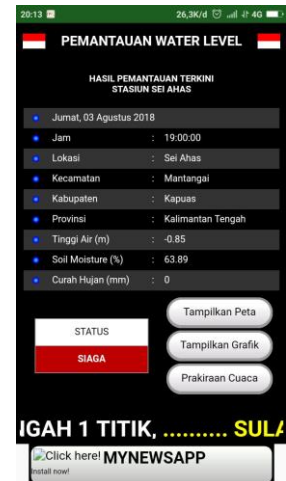 20:13 26,3K/d 4G
PEMANTAUAN WATER LEVEL
HASIL PEMANTAUAN TERKINI
STASIUN SEI AHAS
Jumat, 03 Agustus 2018
Jam : 19:00:00
Lokasi : Sei Ahas
Kecamatan : Mantangai
Kabupaten : Kapuas
Provinsi : Kalimantan Tengah
Tinggi Air (m) : -0.85
Soil Moisture (%) : 63.89
Curah Hujan (mm) : 0
STATUS
SIAGA
Tampilkan Peta
Tampilkan Grafik
Prakiraan Cuaca
NGAH 1 TITIK, .......... SULA
Click here! MYNEWSAPP
Install now!